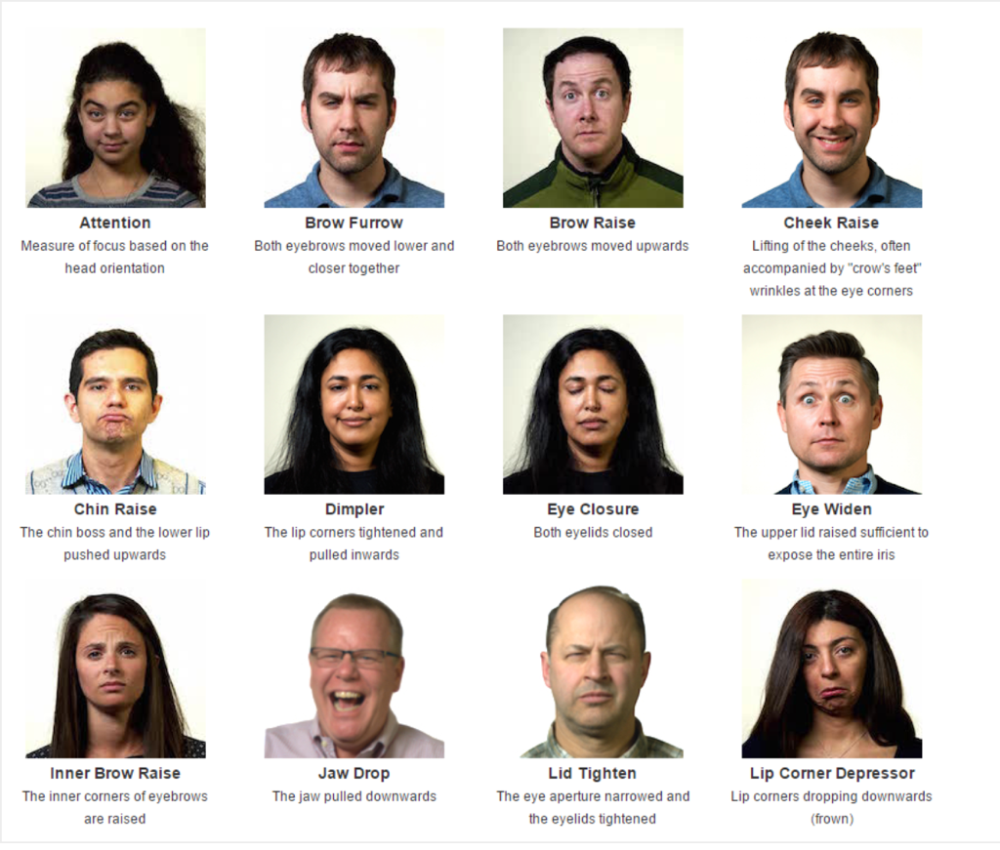 Attention
Measure of focus based on the
head orientation
Brow Furrow
Both eyebrows moved lower and
closer together
Brow Raise
Both eyebrows moved upwards
Cheek Raise
Lifting of the cheeks, often
accompanied by "crow's feet"
wrinkles at the eye corners
Chin Raise
The chin boss and the lower lip
pushed upwards
Dimpler
The lip corners tightened and
pulled inwards
Eye Closure
Both eyelids closed
Eye Widen
The upper lid raised sufficient to
expose the entire iris
Inner Brow Raise
The inner corners of eyebrows
are raised
Jaw Drop
The jaw pulled downwards
Lid Tighten
The eye aperture narrowed and
the eyelids tightened
Lip Corner Depressor
Lip corners dropping downwards
(frown)